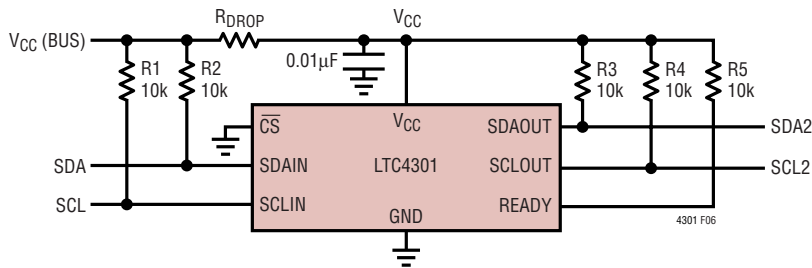 RDROP
VCC
VCC (BUS)
0.01µF
R1
10k
R2
10k
R3
10k
R4
10k
R5
10k
CS
VCC
SDAOUT
SDA2
SDA
SDAIN
LTC4301
SCLOUT
SCL2
SCL
SCLIN
READY
GND
4301 F06